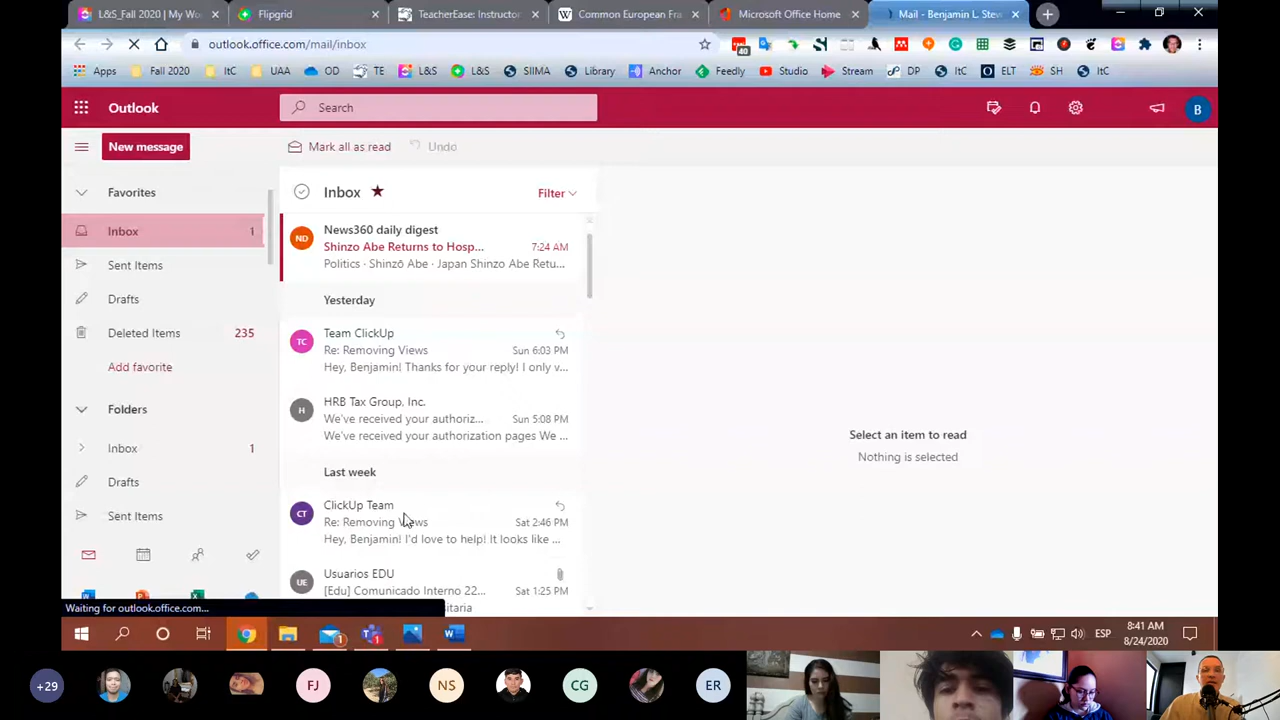 L&S_Fall 2020 | My Wo
Flipgrid
TeacherEase: Instructor
Common European Fra
Microsoft Office Home
Mail - Benjamin L. Stew
outlook.office.com/mail/inbox
40
Apps
Fall 2020
ItC
UAA
OD
TE
L&S
L&S
SIIMA
Library
Anchor
Feedly
Studio
Stream
DP
ItC
ELT
SH
ItC
Outlook
Search
B
New message
Mark all as read
Undo
Favorites
Inbox 1
Sent Items
Drafts
Deleted Items 235
Add favorite
Folders
Inbox 1
Drafts
Sent Items
Inbox
Filter
ND
News360 daily digest
Shinzo Abe Returns to Hosp... 7:24 AM
Politics · Shinzō Abe · Japan Shinzo Abe Retu...
Yesterday
TC
Team ClickUp
Re: Removing Views Sun 6:03 PM
Hey, Benjamin! Thanks for your reply! I only v...
H
HRB Tax Group, Inc.
We've received your authoriz... Sun 5:08 PM
We've received your authorization pages We ...
Last week
CT
ClickUp Team
Re: Removing Views Sat 2:46 PM
Hey, Benjamin! I'd love to help! It looks like ...
UE
Usuarios EDU
[Edu] Comunicado Interno 22... Sat 1:25 PM
sitaria
Select an item to read
Nothing is selected
Waiting for outlook.office.com...
ESP
8:41 AM
8/24/2020
+29
FJ
NS
CG
ER